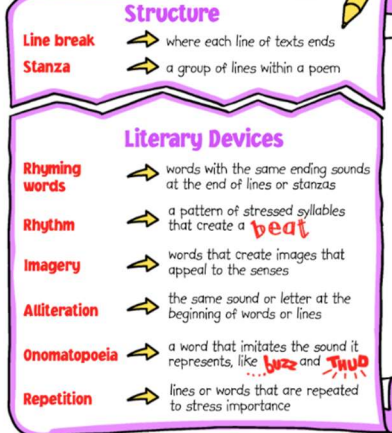 Structure
Line break where each line of texts ends
Stanza a group of lines within a poem
Literary Devices
Rhyming words with the same ending sounds
words at the end of lines or stanzas
Rhythm a pattern of stressed syllables
that create a beat
Imagery words that create images that
appeal to the senses
Alliteration the same sound or letter at the
beginning of words or lines
Onomatopoeia a word that imitates the sound it
represents, like buzz and THUD
Repetition lines or words that are repeated
to stress importance